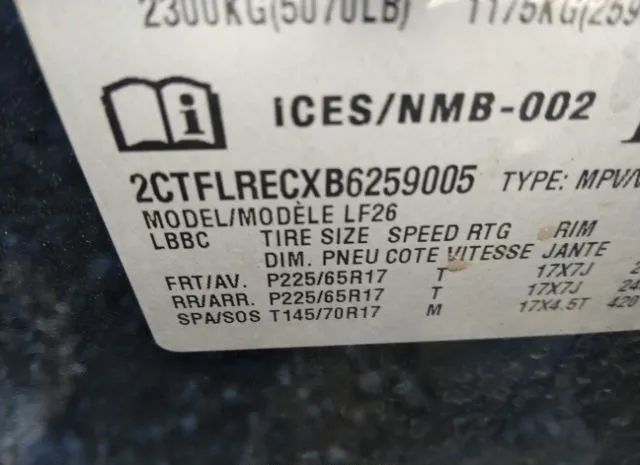 2300KG(5070LB) 1175KG(259
iCES/NMB-002
2CTFLRECXB6259005 TYPE: MPV/
MODEL/MODÈLE LF26
LBBC TIRE SIZE SPEED RTG RIM
DIM. PNEU COTE VITESSE JANTE
FRT/AV. P225/65R17 T 17X7J 2
RR/ARR. P225/65R17 T 17X7J 24
SPA/SOS T145/70R17 M 17X4.5T 420